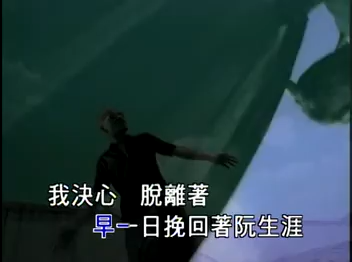 我決心　脫離著
早一日挽回著阮生涯